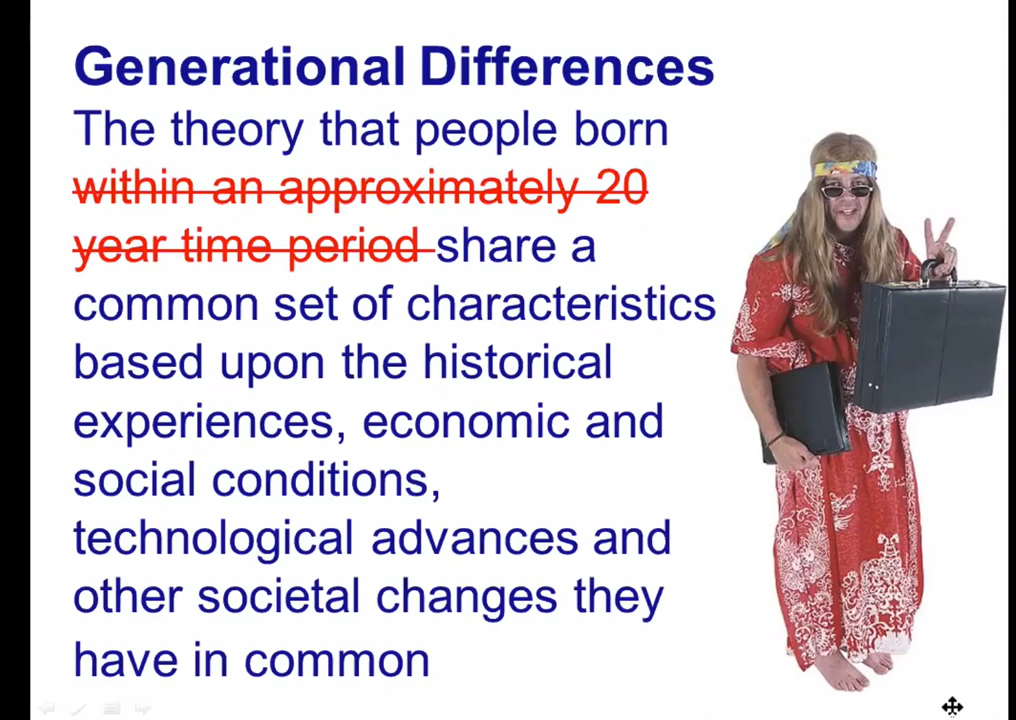 Generational Differences
The theory that people born
within an approximately 20
year time period share a
common set of characteristics
based upon the historical
experiences, economic and
social conditions,
technological advances and
other societal changes they
have in common